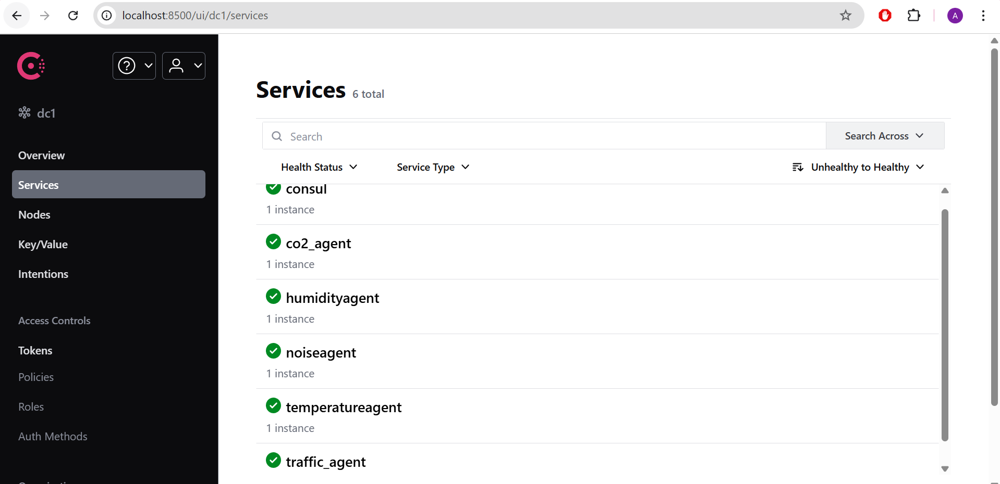 localhost:8500/ui/dc1/services
A
dc1
Overview
Services
Nodes
Key/Value
Intentions
Access Controls
Tokens
Policies
Roles
Auth Methods
Services 6 total
Search
Search Across
Health Status
Service Type
Unhealthy to Healthy
consul
1 instance
co2_agent
1 instance
humidityagent
1 instance
noiseagent
1 instance
temperatureagent
1 instance
traffic_agent